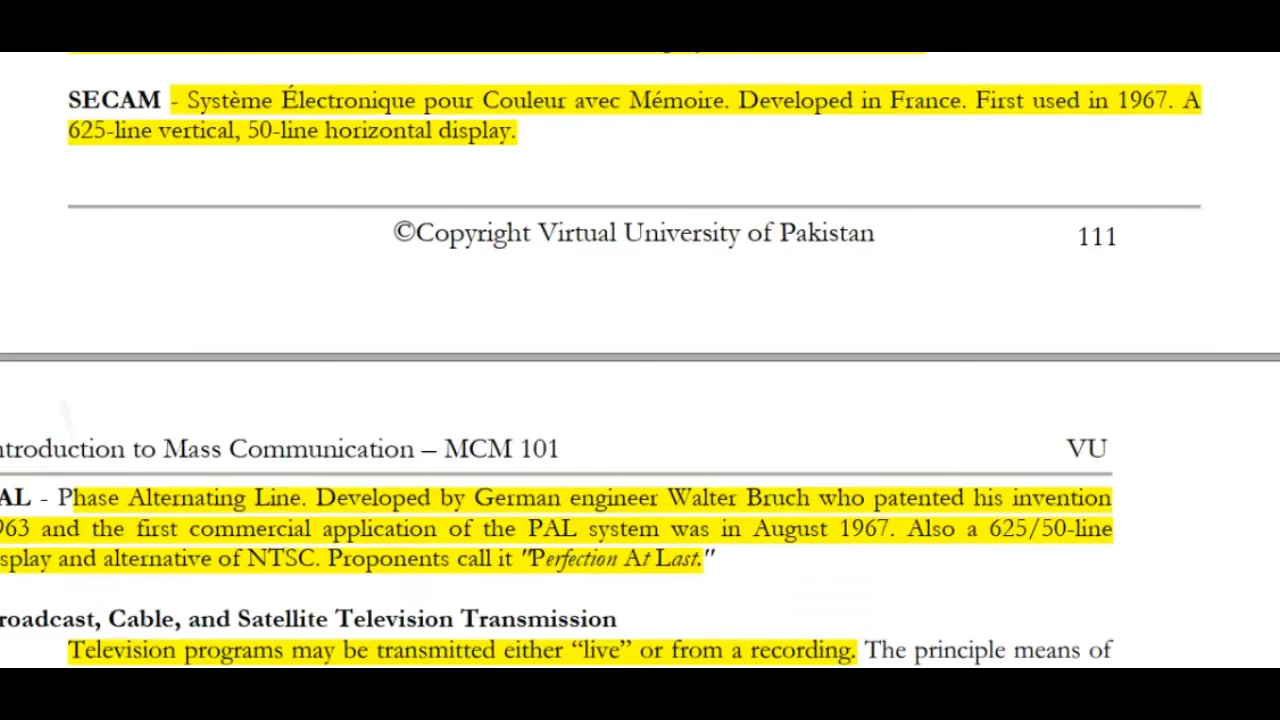 SECAM - Système Électronique pour Couleur avec Mémoire. Developed in France. First used in 1967. A
625-line vertical, 50-line horizontal display.
©Copyright Virtual University of Pakistan 111
ntroduction to Mass Communication – MCM 101 VU
AL - Phase Alternating Line. Developed by German engineer Walter Bruch who patented his invention
963 and the first commercial application of the PAL system was in August 1967. Also a 625/50-line
splay and alternative of NTSC. Proponents call it "Perfection At Last."
roadcast, Cable, and Satellite Television Transmission
Television programs may be transmitted either “live” or from a recording. The principle means of